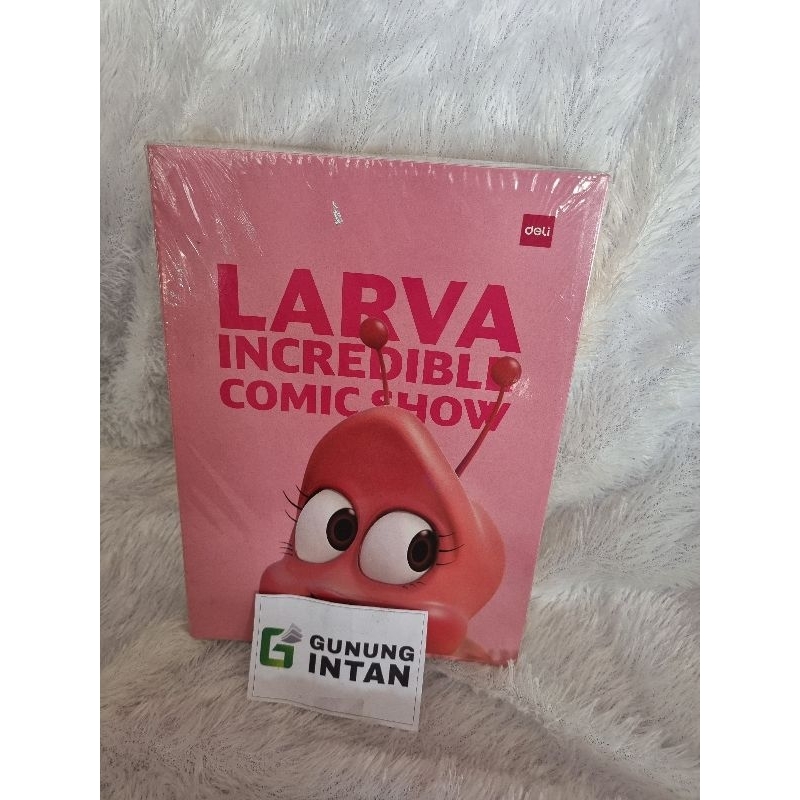 deli
LARVA
INCREDIBLE
COMIC SHOW
GUNUNG
INTAN